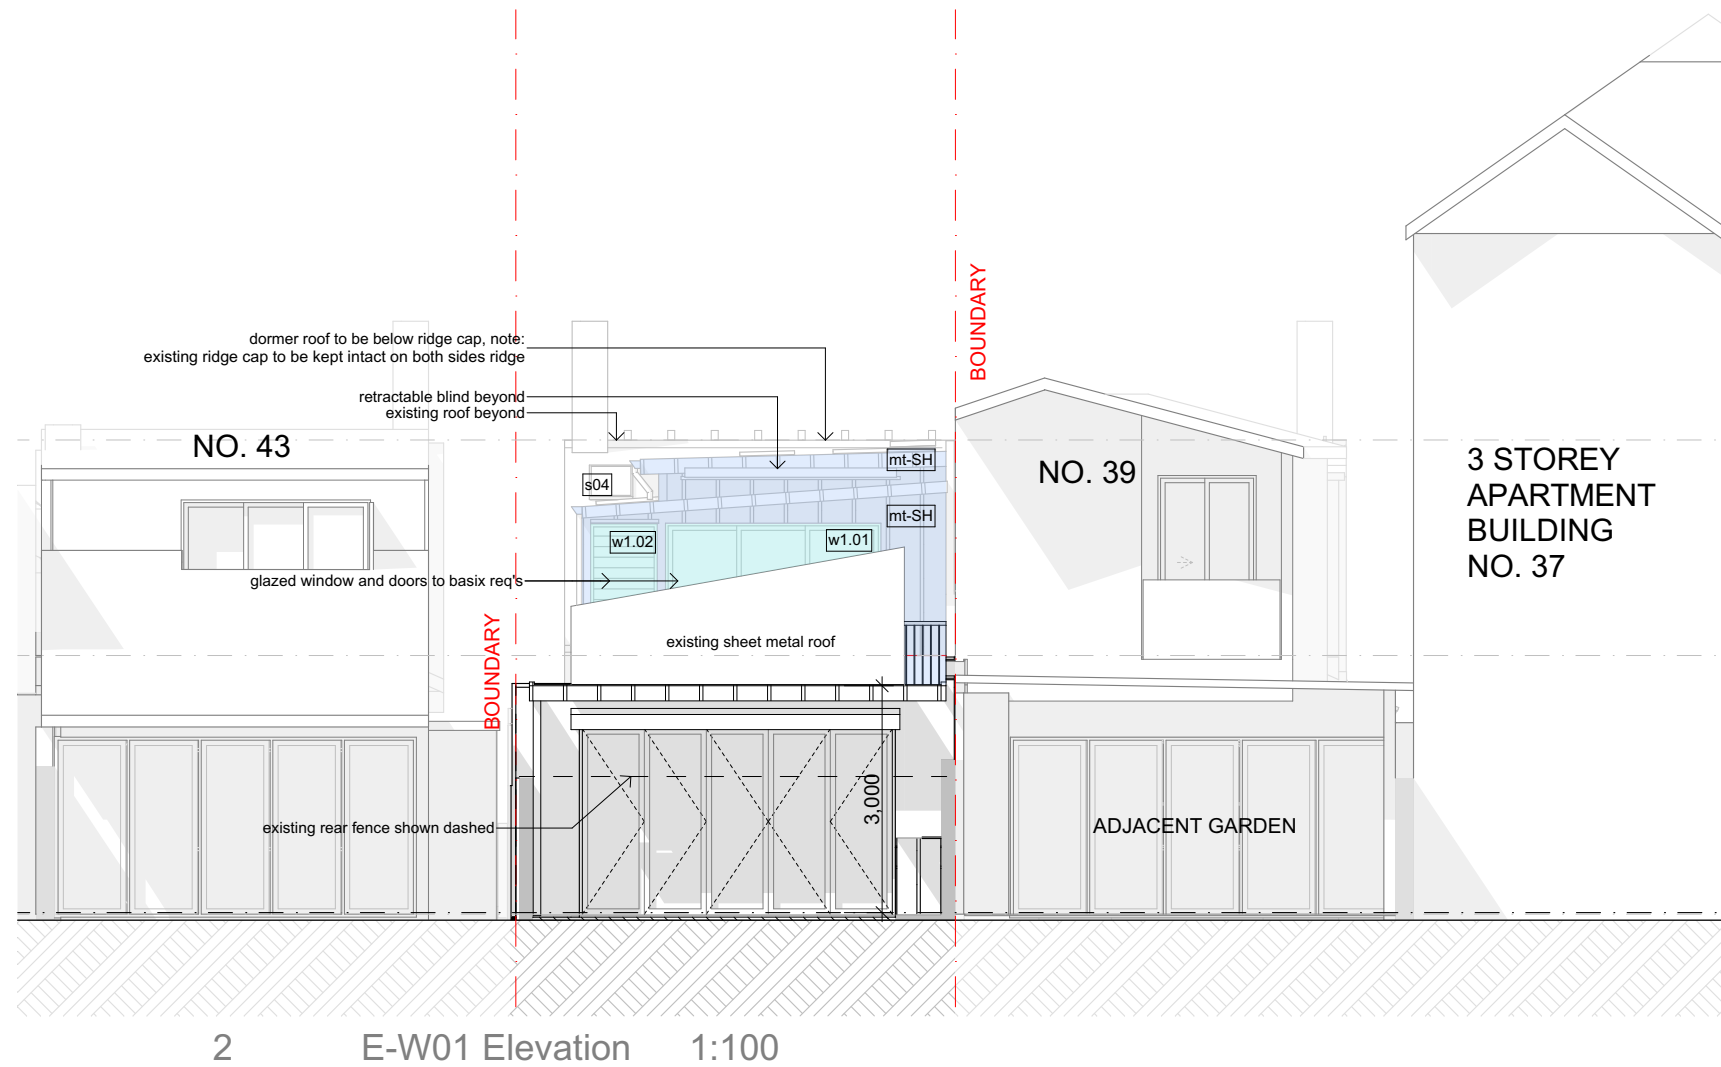 BOUNDARY
dormer roof to be below ridge cap, note:
existing ridge cap to be kept intact on both sides ridge
retractable blind beyond
existing roof beyond
NO. 43
mt-SH
s04
mt-SH
w1.02
w1.01
NO. 39
3 STOREY
APARTMENT
BUILDING
NO. 37
glazed window and doors to basix req's
existing sheet metal roof
BOUNDARY
3,000
existing rear fence shown dashed
ADJACENT GARDEN
2 E-W01 Elevation 1:100